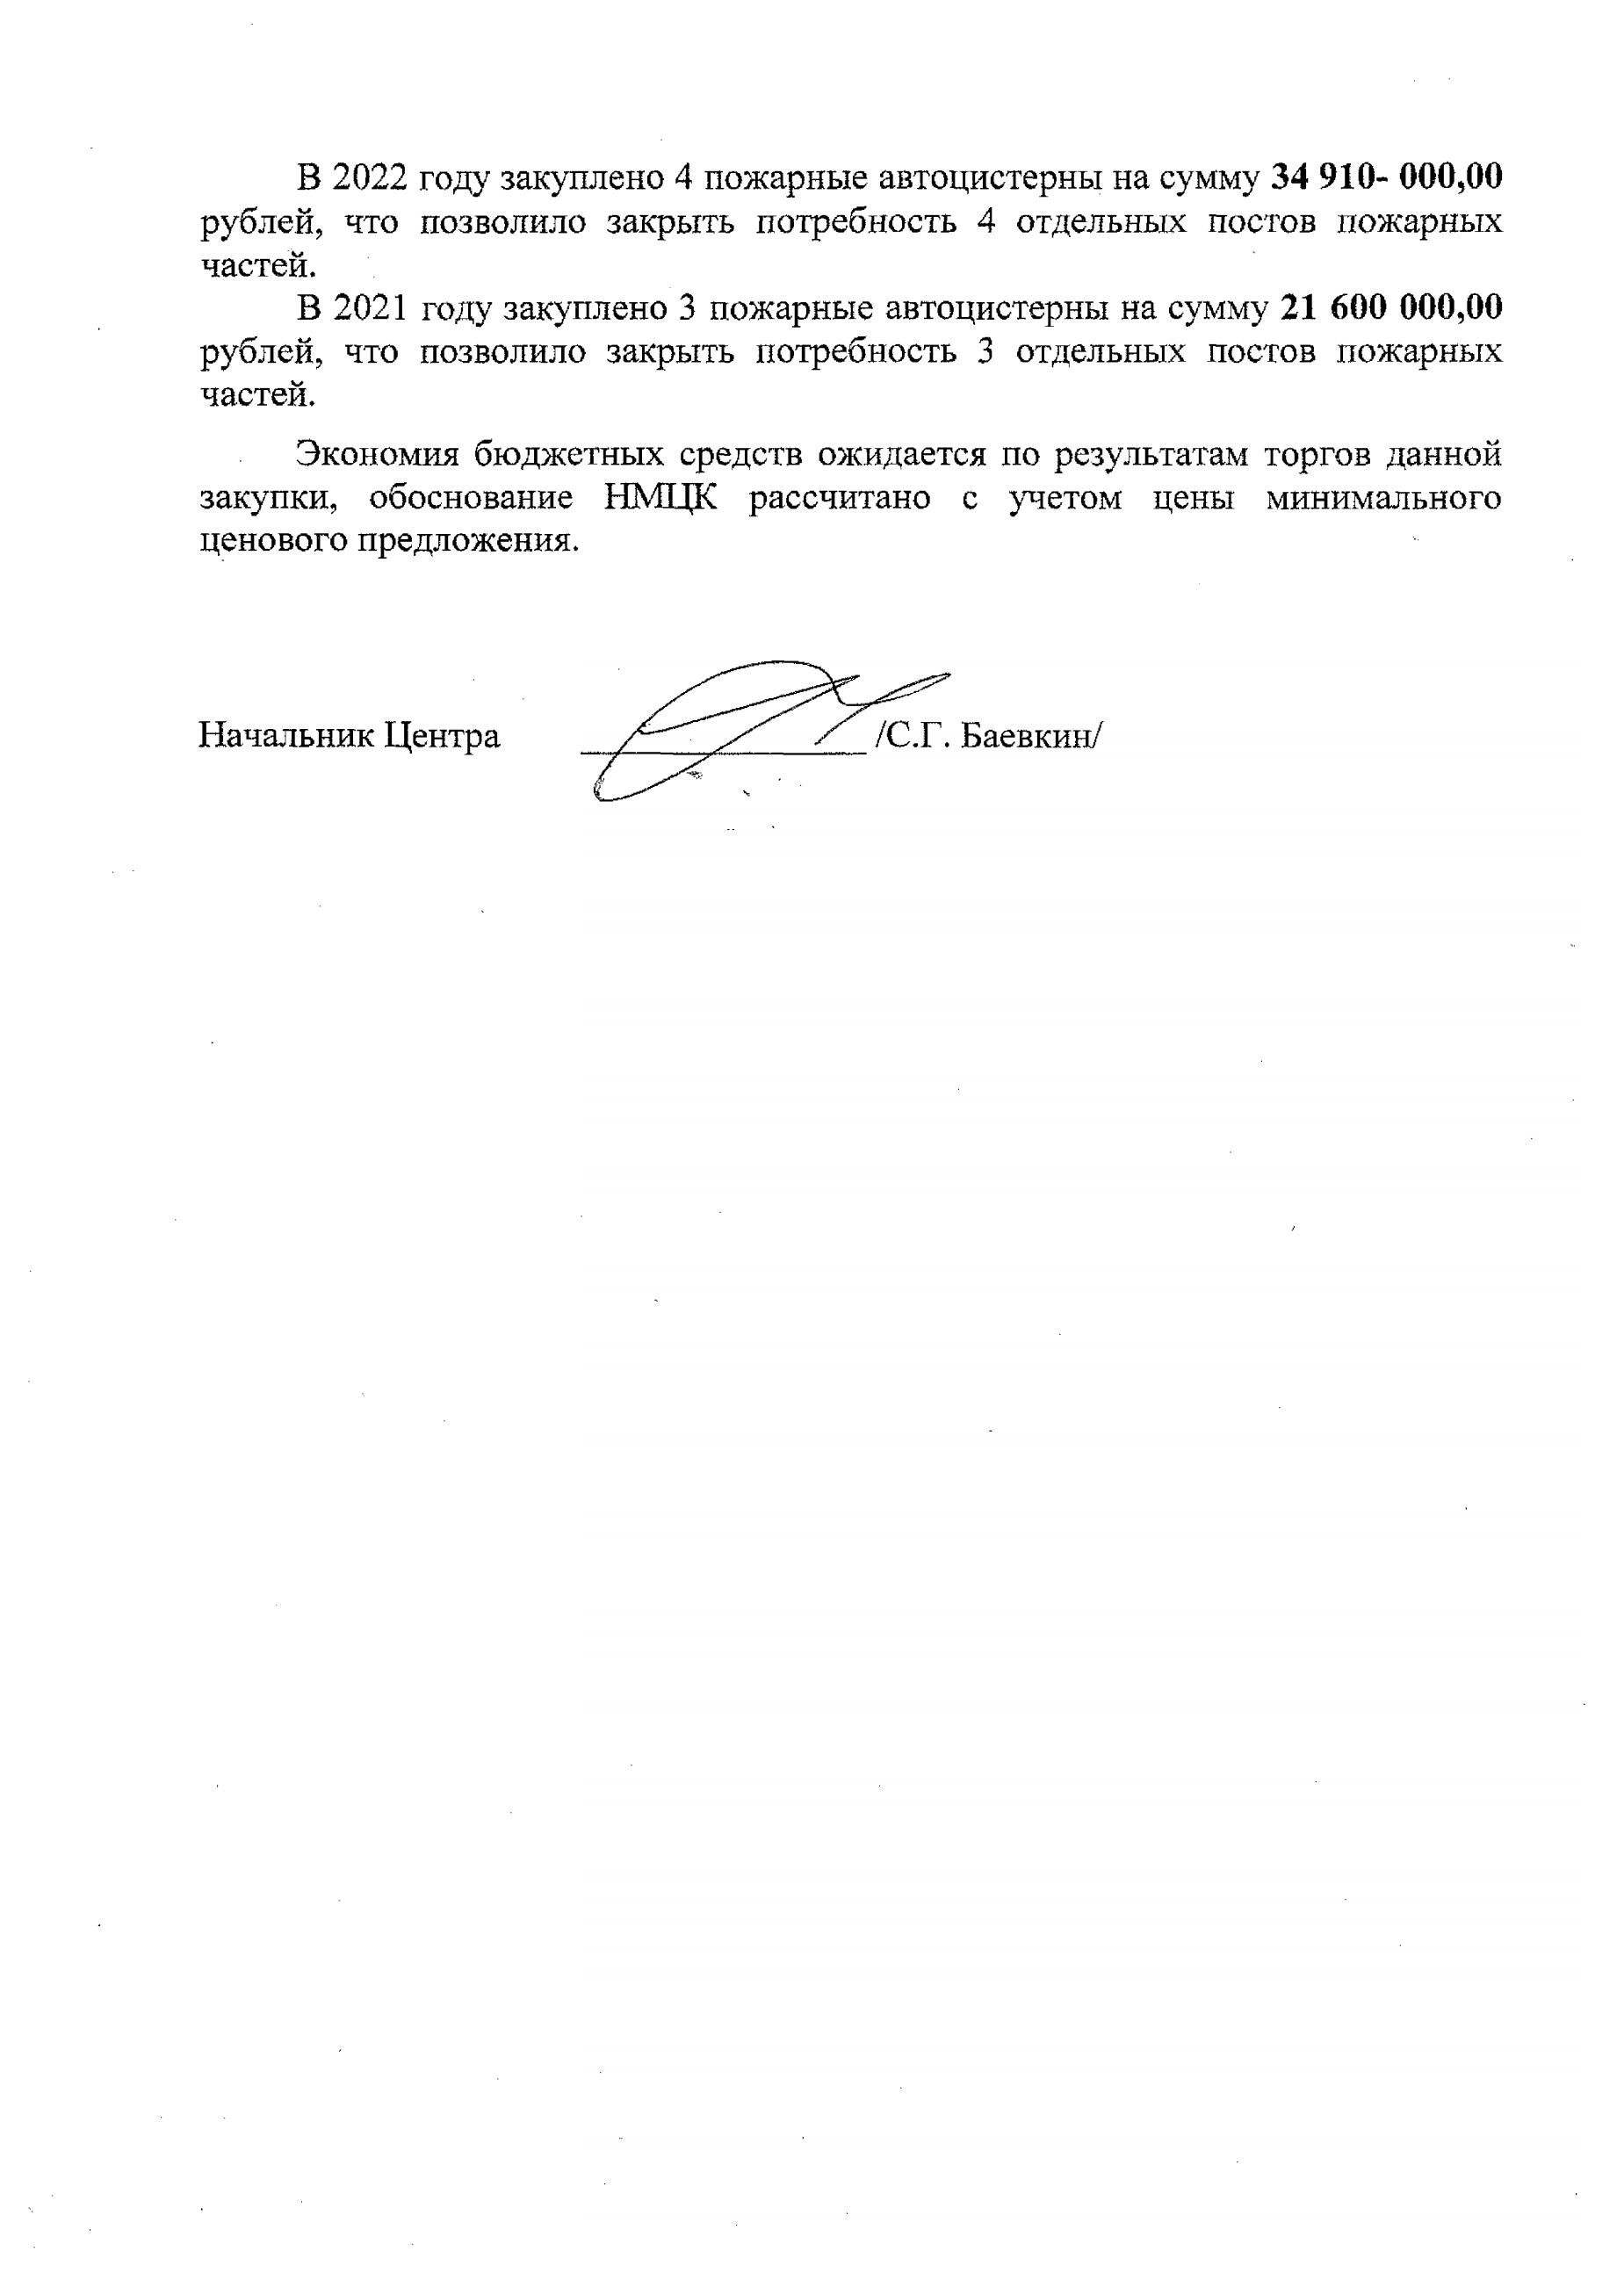 В 2022 году закуплено 4 пожарные автоцистерны на сумму 34 910- 000,00
рублей, что позволило закрыть потребность 4 отдельных постов пожарных
частей.
В 2021 году закуплено 3 пожарные автоцистерны на сумму 21 600 000,00
рублей, что позволило закрыть потребность 3 отдельных постов пожарных
частей.
Экономия бюджетных средств ожидается по результатам торгов данной
закупки, обоснование НМЦК рассчитано с учетом цены минимального
ценового предложения.
Начальник Центра /С.Г. Баевкин/